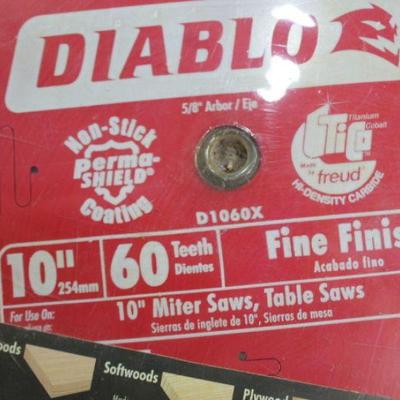 DIABLO
5/8" Arbor / Eje
Non-Stick
Perma-
SHIELD®
Coating
Titanium
Cobalt
TiCo™
Made by freud®
HI-DENSITY CARBIDE
D1060X
10"
254mm
60 Teeth
Dientes
Fine Finis
Acabado fino
For Use On:
10" Miter Saws, Table Saws
Sierras de inglete de 10", Sierras de mesa
oods
Softwoods
Plywood